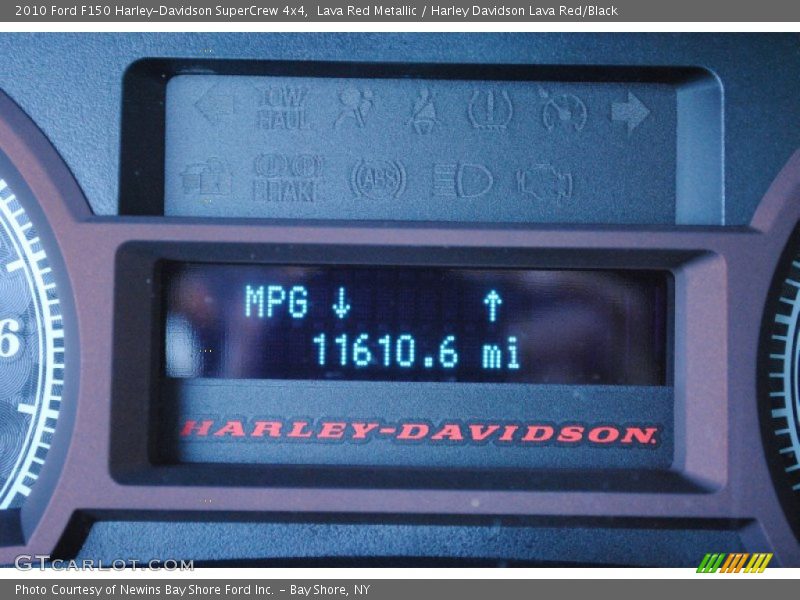 2010 Ford F150 Harley-Davidson SuperCrew 4x4, Lava Red Metallic / Harley Davidson Lava Red/Black
TOW/
HAUL
BRAKE
ABS
MPG ↓ ↑
11610.6 mi
6
HARLEY-DAVIDSON
GTCARLOT.COM
Photo Courtesy of Newins Bay Shore Ford Inc. - Bay Shore, NY